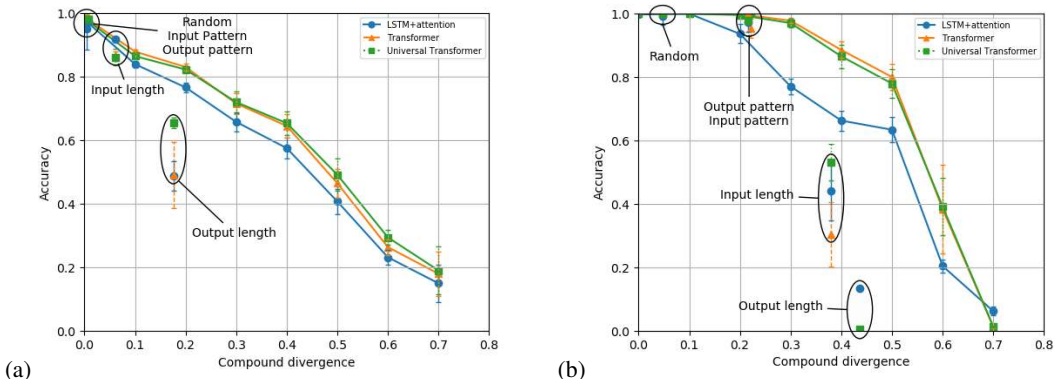 1.0
0.8
0.6
0.4
0.2
0.0
Accuracy
0.0 0.1 0.2 0.3 0.4 0.5 0.6 0.7 0.8
Compound divergence
Random
Input Pattern
Output pattern
Input length
Output length
LSTM+attention
Transformer
Universal Transformer
(a)
1.0
0.8
0.6
0.4
0.2
0.0
Accuracy
0.0 0.1 0.2 0.3 0.4 0.5 0.6 0.7 0.8
Compound divergence
LSTM+attention
Transformer
Universal Transformer
Random
Output pattern
Input pattern
Input length
Output length
(b)